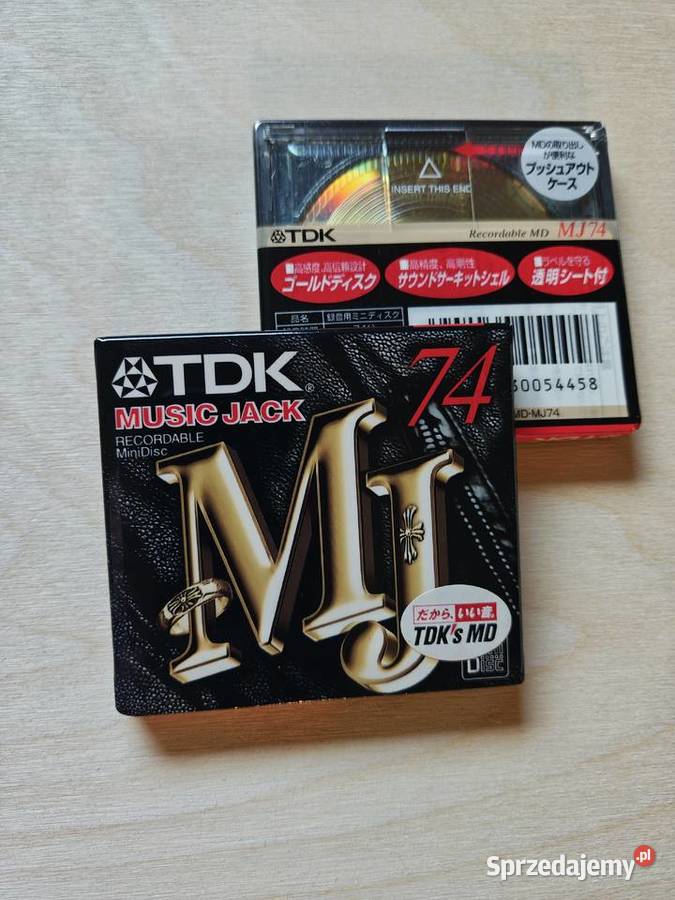 MDの取り出し
が便利な
プッシュアウト
ケース
INSERT THIS END
TDK
Recordable MD MJ74
高感度、高信頼設計
ゴールドディスク
高精度、高剛性
サウンドサーキットシェル
ラベルを守る
透明シート付
品名 録音用ミニディスク
30054458
MD-MJ74
TDK®
74
MUSIC JACK
RECORDABLE
MiniDisc
MJ
だから、いい音。
TDK's MD
DISC
Sprzedajemy.pl